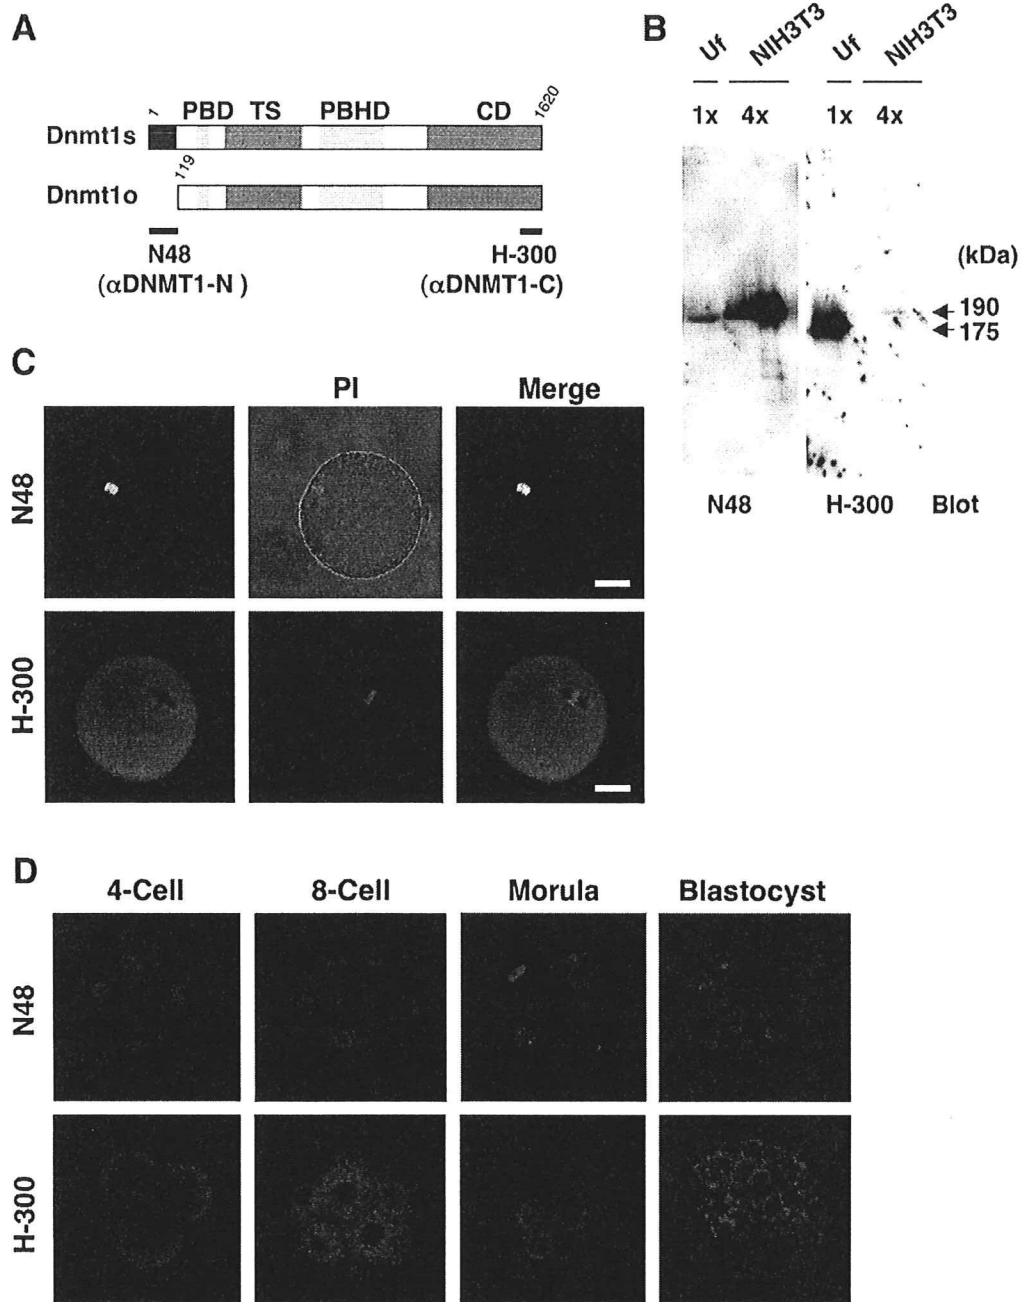 A
1 PBD TS PBHD CD 1620
Dnmt1s
119
Dnmt1o
N48 H-300
(αDNMT1-N ) (αDNMT1-C)
B
Uf NIH3T3 Uf NIH3T3
1x 4x 1x 4x
(kDa)
190
175
N48 H-300 Blot
C
PI Merge
N48
H-300
D
4-Cell 8-Cell Morula Blastocyst
N48
H-300